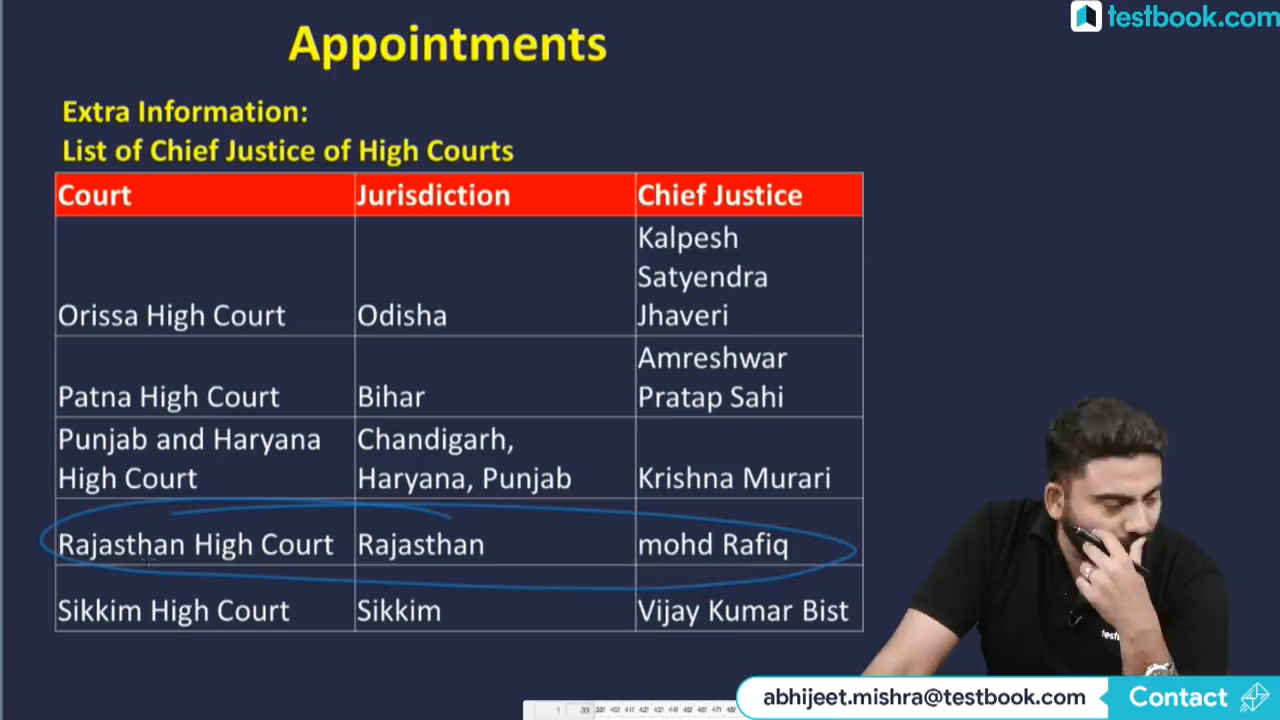 testbook.com
Appointments
Extra Information:
List of Chief Justice of High Courts
Court Jurisdiction Chief Justice
Kalpesh
Satyendra
Orissa High Court Odisha Jhaveri
Amreshwar
Patna High Court Bihar Pratap Sahi
Punjab and Haryana Chandigarh,
High Court Haryana, Punjab Krishna Murari
Rajasthan High Court Rajasthan mohd Rafiq
Sikkim High Court Sikkim Vijay Kumar Bist
abhijeet.mishra@testbook.com Contact